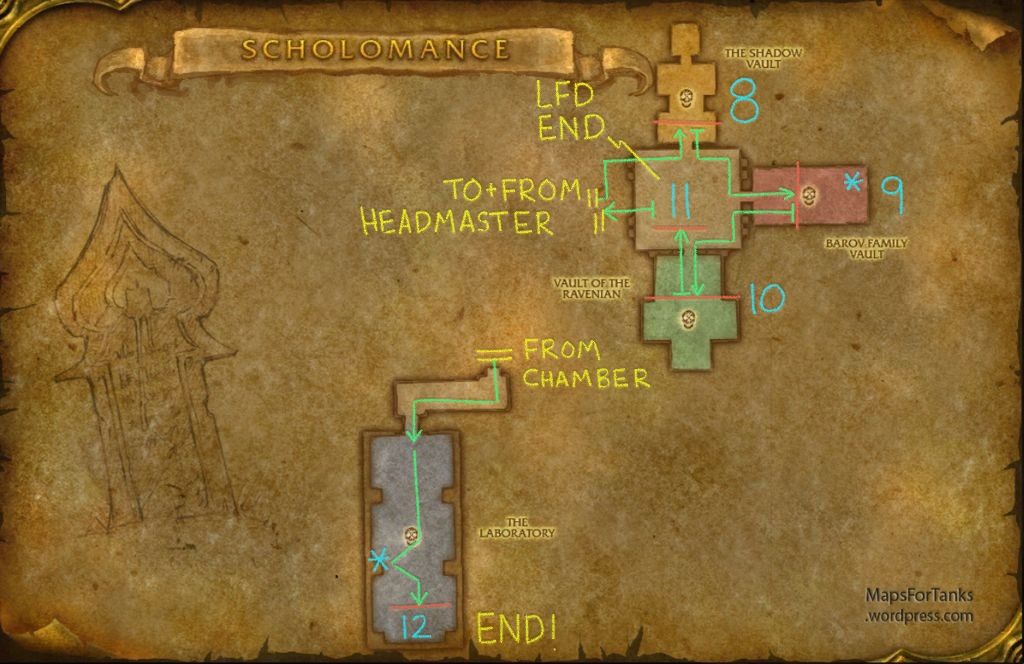 SCHOLOMANCE
THE SHADOW
VAULT
8
LFD
END
TO+FROM
HEADMASTER
11
* 9
BAROV FAMILY
VAULT
VAULT OF THE
RAVENIAN
10
FROM
CHAMBER
THE
LABORATORY
*
12
END!
MapsForTanks
.wordpress.com